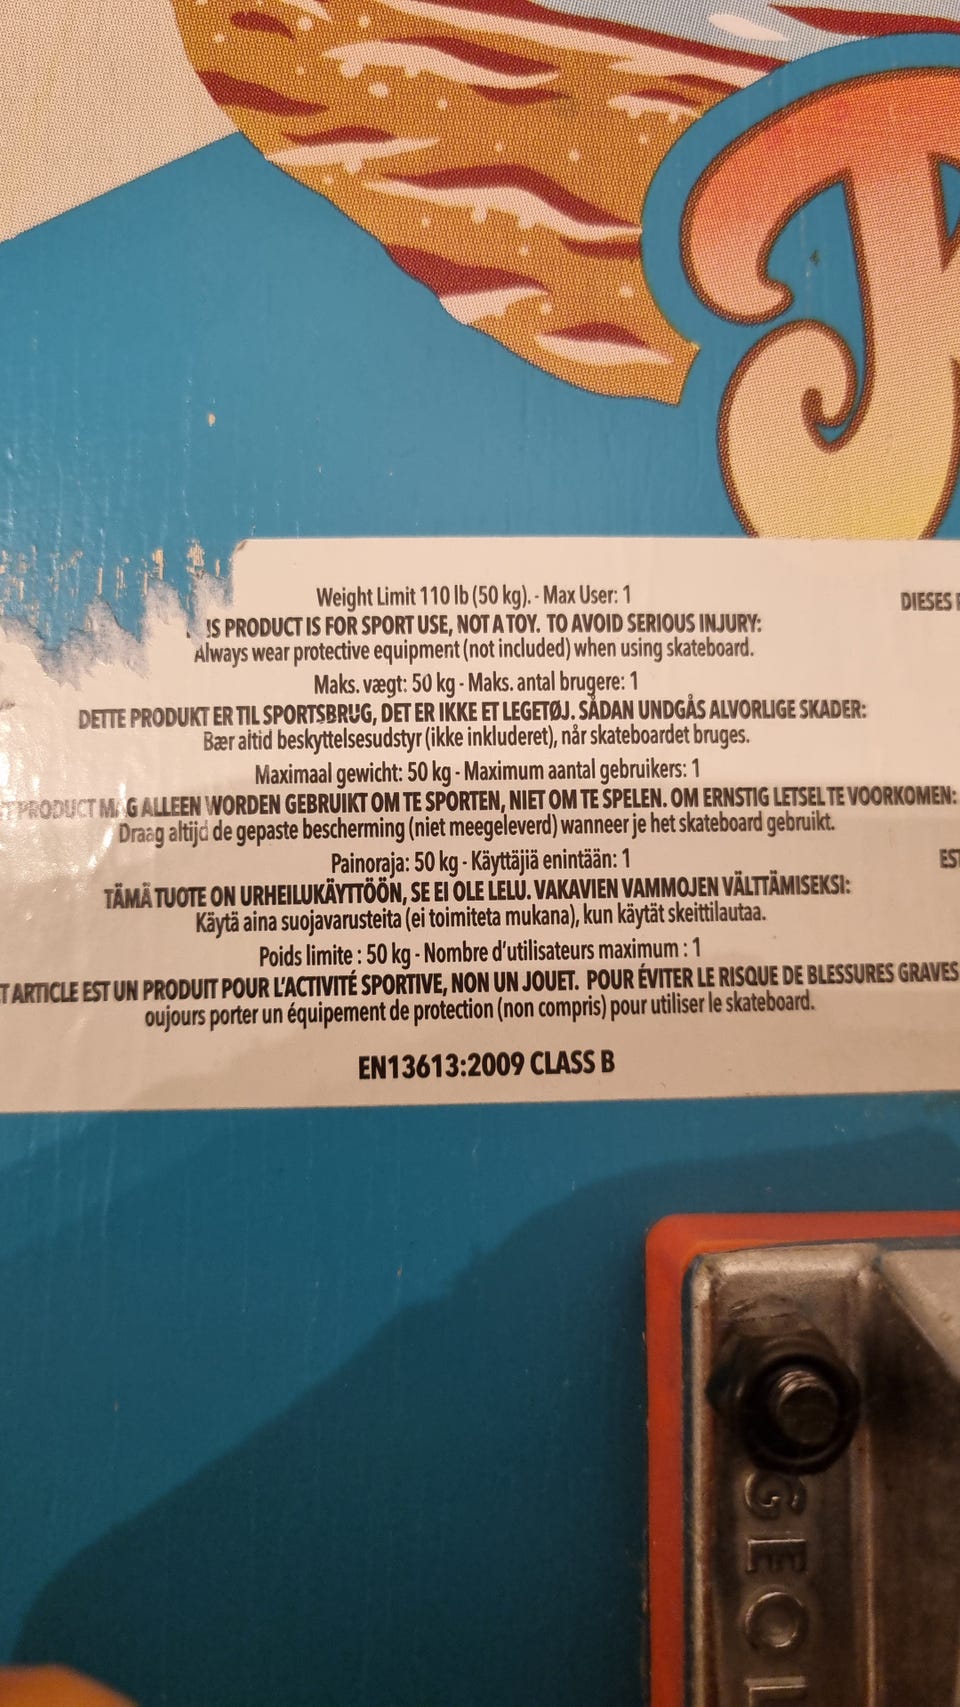 Weight Limit 110 lb (50 kg). - Max User: 1
IS PRODUCT IS FOR SPORT USE, NOT A TOY. TO AVOID SERIOUS INJURY:
Always wear protective equipment (not included) when using skateboard.
Maks. vægt: 50 kg - Maks. antal brugere: 1
DETTE PRODUKT ER TIL SPORTSBRUG, DET ER IKKE ET LEGETØJ. SÅDAN UNDGÅS ALVORLIGE SKADER:
Bær altid beskyttelsesudstyr (ikke inkluderet), når skateboardet bruges.
Maximaal gewicht: 50 kg - Maximum aantal gebruikers: 1
T PRODUCT MAG ALLEEN WORDEN GEBRUIKT OM TE SPORTEN, NIET OM TE SPELEN. OM ERNSTIG LETSEL TE VOORKOMEN:
Draag altijd de gepaste bescherming (niet meegeleverd) wanneer je het skateboard gebruikt.
Painoraja: 50 kg - Käyttäjiä enintään: 1
TÄMÄ TUOTE ON URHEILUKÄYTTÖÖN, SE EI OLE LELU. VAKAVIEN VAMMOJEN VÄLTTÄMISEKSI:
Käytä aina suojavarusteita (ei toimiteta mukana), kun käytät skeittilautaa.
Poids limite : 50 kg - Nombre d'utilisateurs maximum : 1
T ARTICLE EST UN PRODUIT POUR L'ACTIVITÉ SPORTIVE, NON UN JOUET. POUR ÉVITER LE RISQUE DE BLESSURES GRAVES
oujours porter un équipement de protection (non compris) pour utiliser le skateboard.
EN13613:2009 CLASS B
DIESES
EST
GEOL